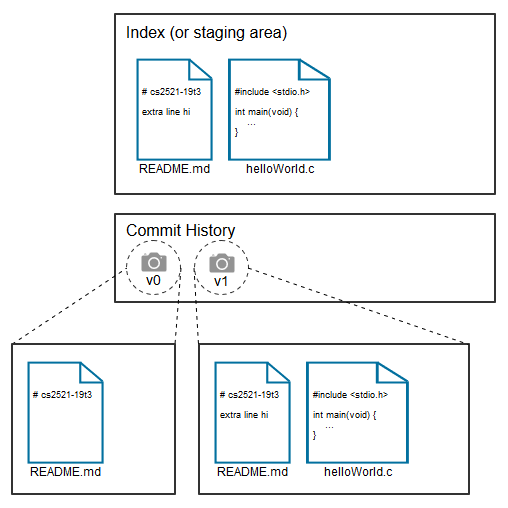 Index (or staging area)
# cs2521-19t3
extra line hi
README.md
#include <stdio.h>
int main(void) {
...
}
helloWorld.c
Commit History
v0
v1
# cs2521-19t3
README.md
# cs2521-19t3
extra line hi
README.md
#include <stdio.h>
int main(void) {
...
}
helloWorld.c